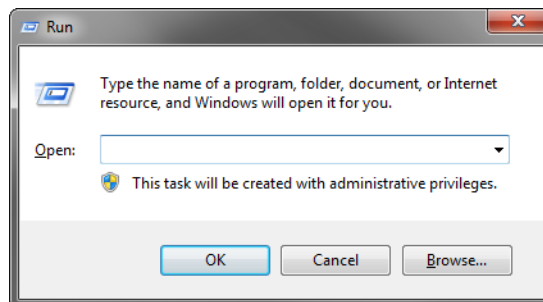 Run
Type the name of a program, folder, document, or Internet
resource, and Windows will open it for you.
Open:
This task will be created with administrative privileges.
OK Cancel Browse...